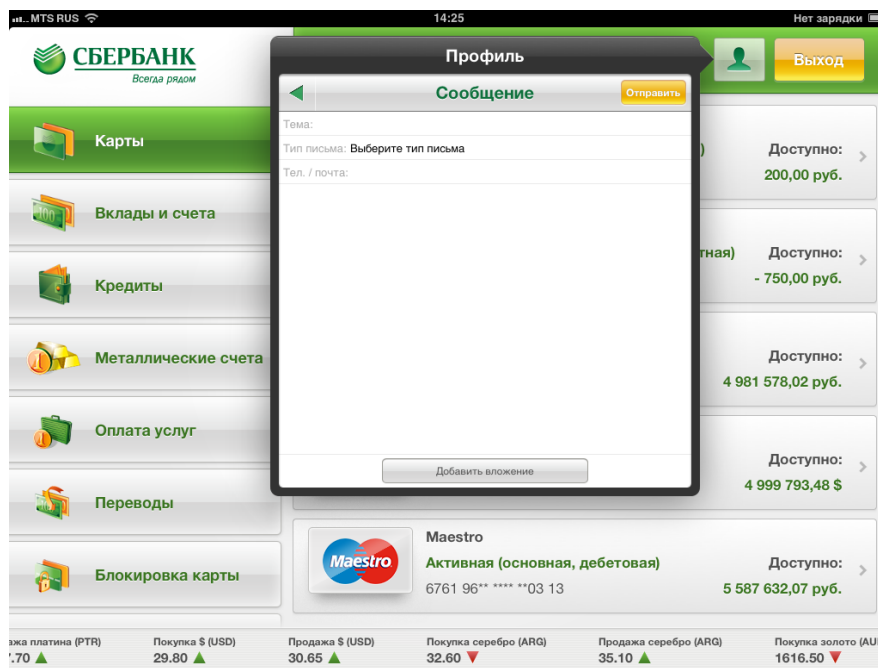 MTS RUS 14:25 Нет зарядки
СБЕРБАНК
Всегда рядом
Профиль
Выход
Сообщение
Отправить
Тема:
Тип письма: Выберите тип письма
Тел. / почта:
Добавить вложение
Карты
Вклады и счета
Кредиты
Металлические счета
Оплата услуг
Переводы
Блокировка карты
)
Доступно:
200,00 руб.
тная) Доступно:
- 750,00 руб.
Доступно:
4 981 578,02 руб.
Доступно:
4 999 793,48 $
Maestro
Maestro
Активная (основная, дебетовая) Доступно:
6761 96** **** **03 13 5 587 632,07 руб.
жа платина (PTR) Покупка $ (USD) Продажа $ (USD) Покупка серебро (ARG) Продажа серебро (ARG) Покупка золото (AU
.70 29.80 30.65 32.60 35.10 1616.50